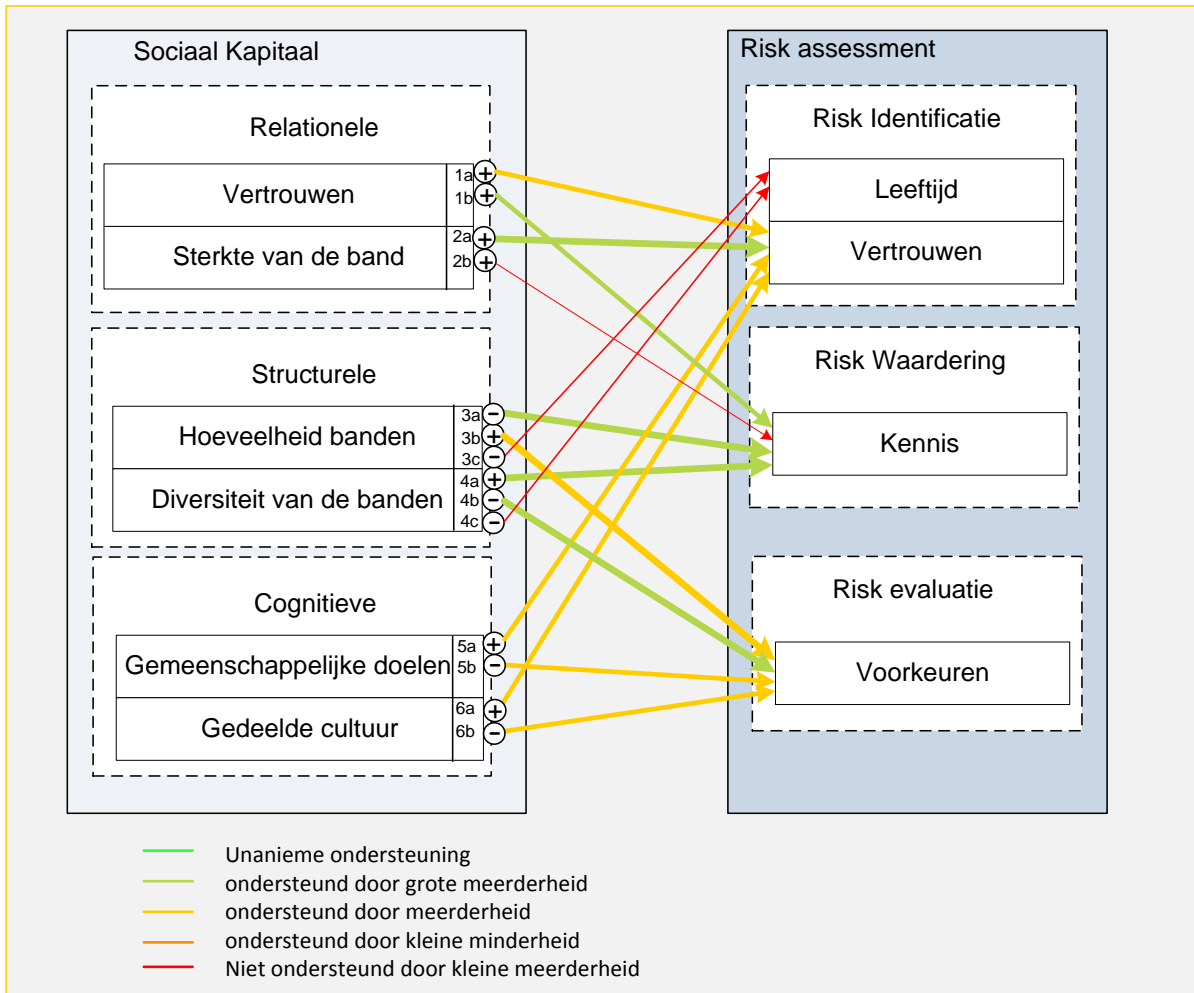 Sociaal Kapitaal
Relationele
Vertrouwen
1a +
1b +
Sterkte van de band
2a +
2b +
Structurele
Hoeveelheid banden
3a −
3b +
3c −
Diversiteit van de banden
4a +
4b −
4c −
Cognitieve
Gemeenschappelijke doelen
5a +
5b −
Gedeelde cultuur
6a +
6b −
Risk assessment
Risk Identificatie
Leeftijd
Vertrouwen
Risk Waardering
Kennis
Risk evaluatie
Voorkeuren
Unanieme ondersteuning
ondersteund door grote meerderheid
ondersteund door meerderheid
ondersteund door kleine minderheid
Niet ondersteund door kleine meerderheid